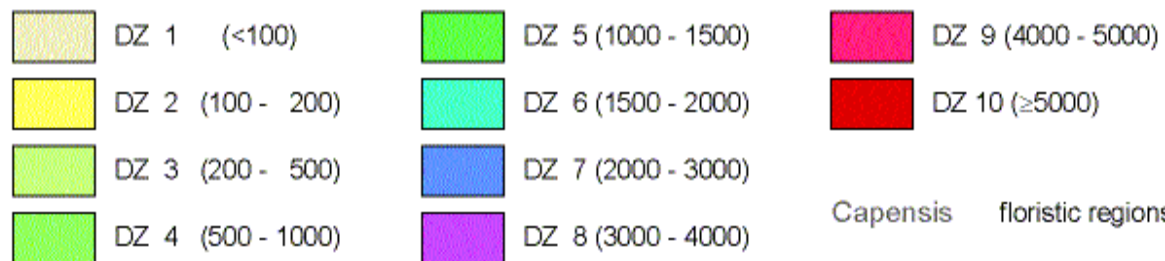 DZ 1 (<100)
DZ 2 (100 - 200)
DZ 3 (200 - 500)
DZ 4 (500 - 1000)
DZ 5 (1000 - 1500)
DZ 6 (1500 - 2000)
DZ 7 (2000 - 3000)
DZ 8 (3000 - 4000)
DZ 9 (4000 - 5000)
DZ 10 (≥5000)
Capensis floristic regions